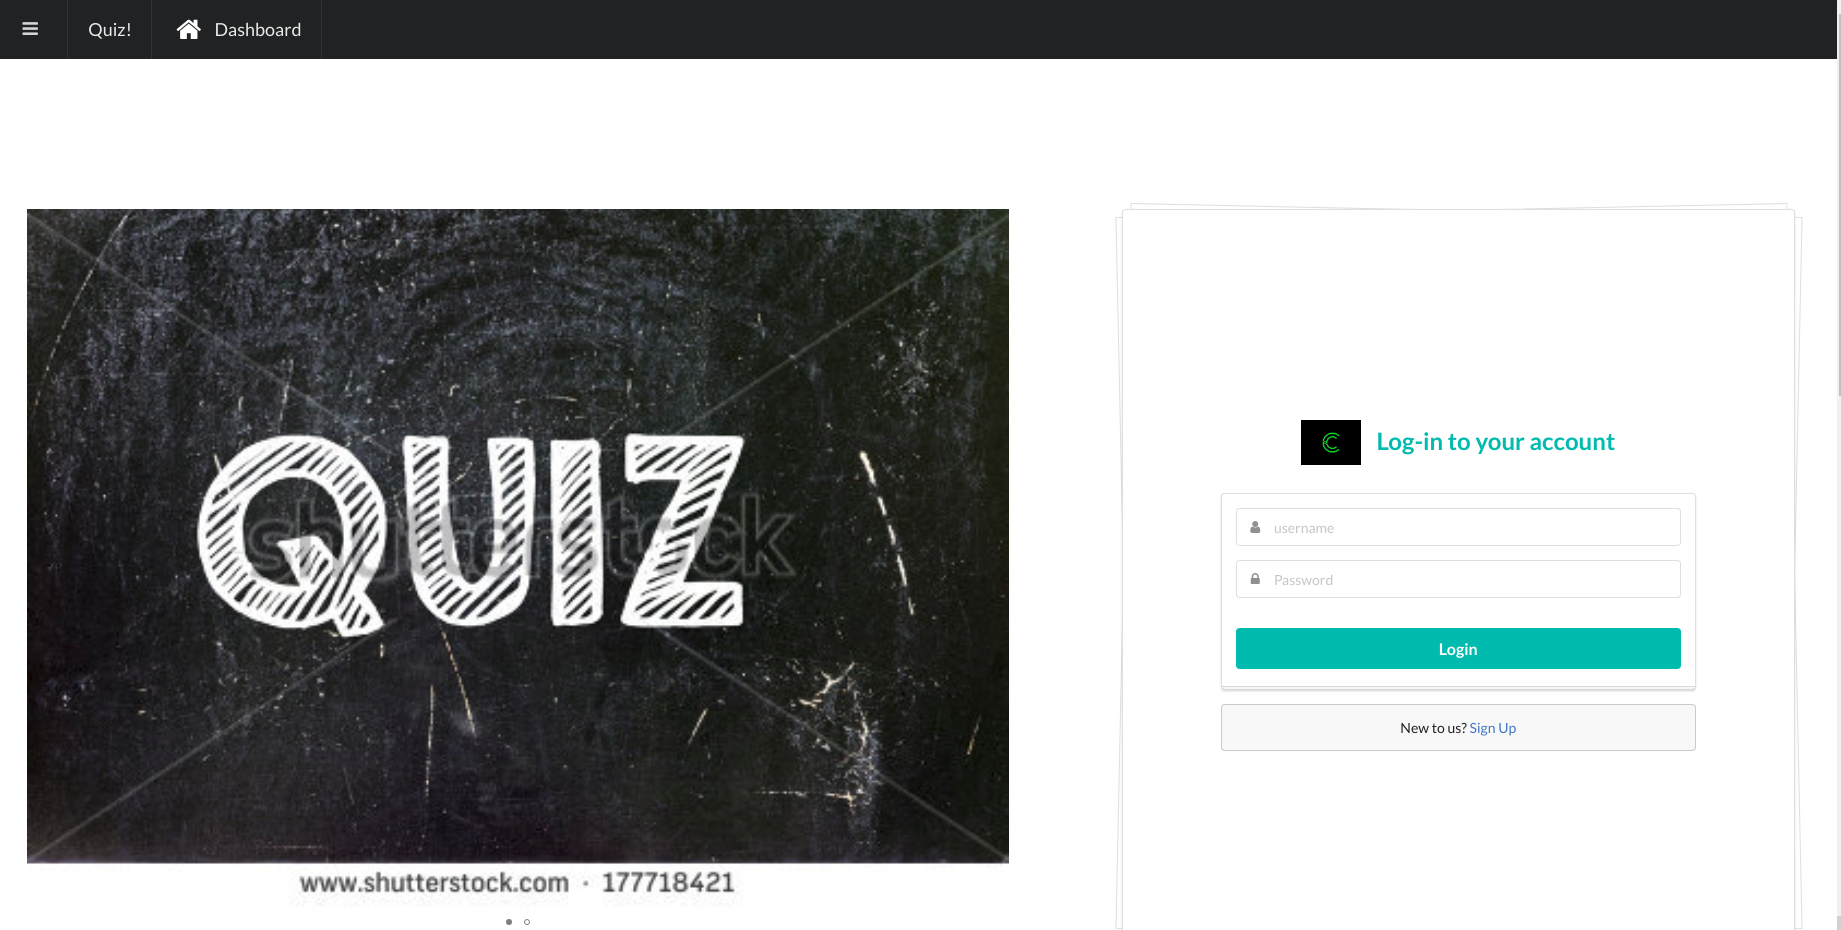 Quiz!
Dashboard
QUIZ
shutterstock
www.shutterstock.com · 177718421
Log-in to your account
username
Password
Login
New to us? Sign Up